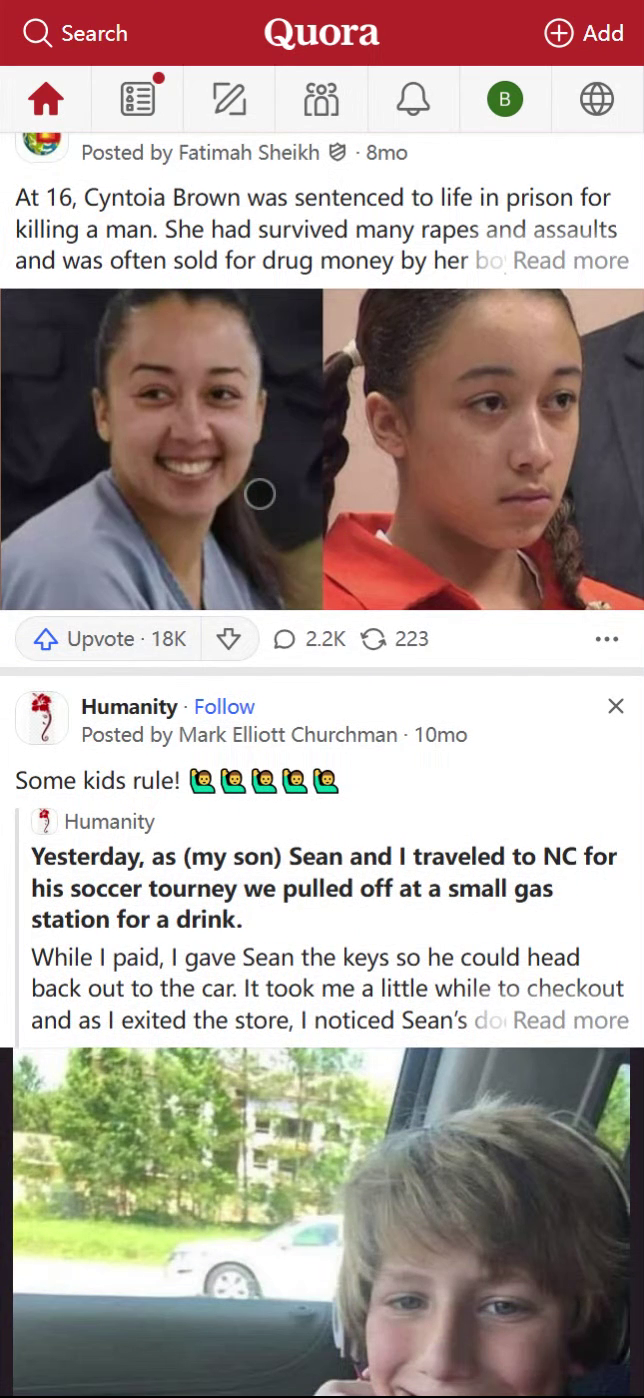 Search
Quora
Add
B
Posted by Fatimah Sheikh · 8mo
At 16, Cyntoia Brown was sentenced to life in prison for
killing a man. She had survived many rapes and assaults
and was often sold for drug money by her bo Read more
Upvote · 18K
2.2K
223
Humanity · Follow
Posted by Mark Elliott Churchman · 10mo
Some kids rule! 🙋🙋🙋🙋🙋
Humanity
Yesterday, as (my son) Sean and I traveled to NC for
his soccer tourney we pulled off at a small gas
station for a drink.
While I paid, I gave Sean the keys so he could head
back out to the car. It took me a little while to checkout
and as I exited the store, I noticed Sean's do Read more